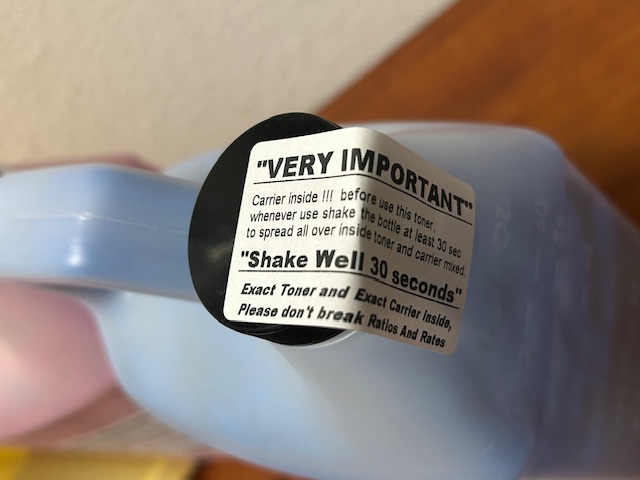 "VERY IMPORTANT"
Carrier inside !!! before use this toner,
whenever use shake the bottle at least 30 sec
to spread all over inside toner and carrier mixed.
"Shake Well 30 seconds"
Exact Toner and Exact Carrier Inside,
Please don't break Ratios And Rates